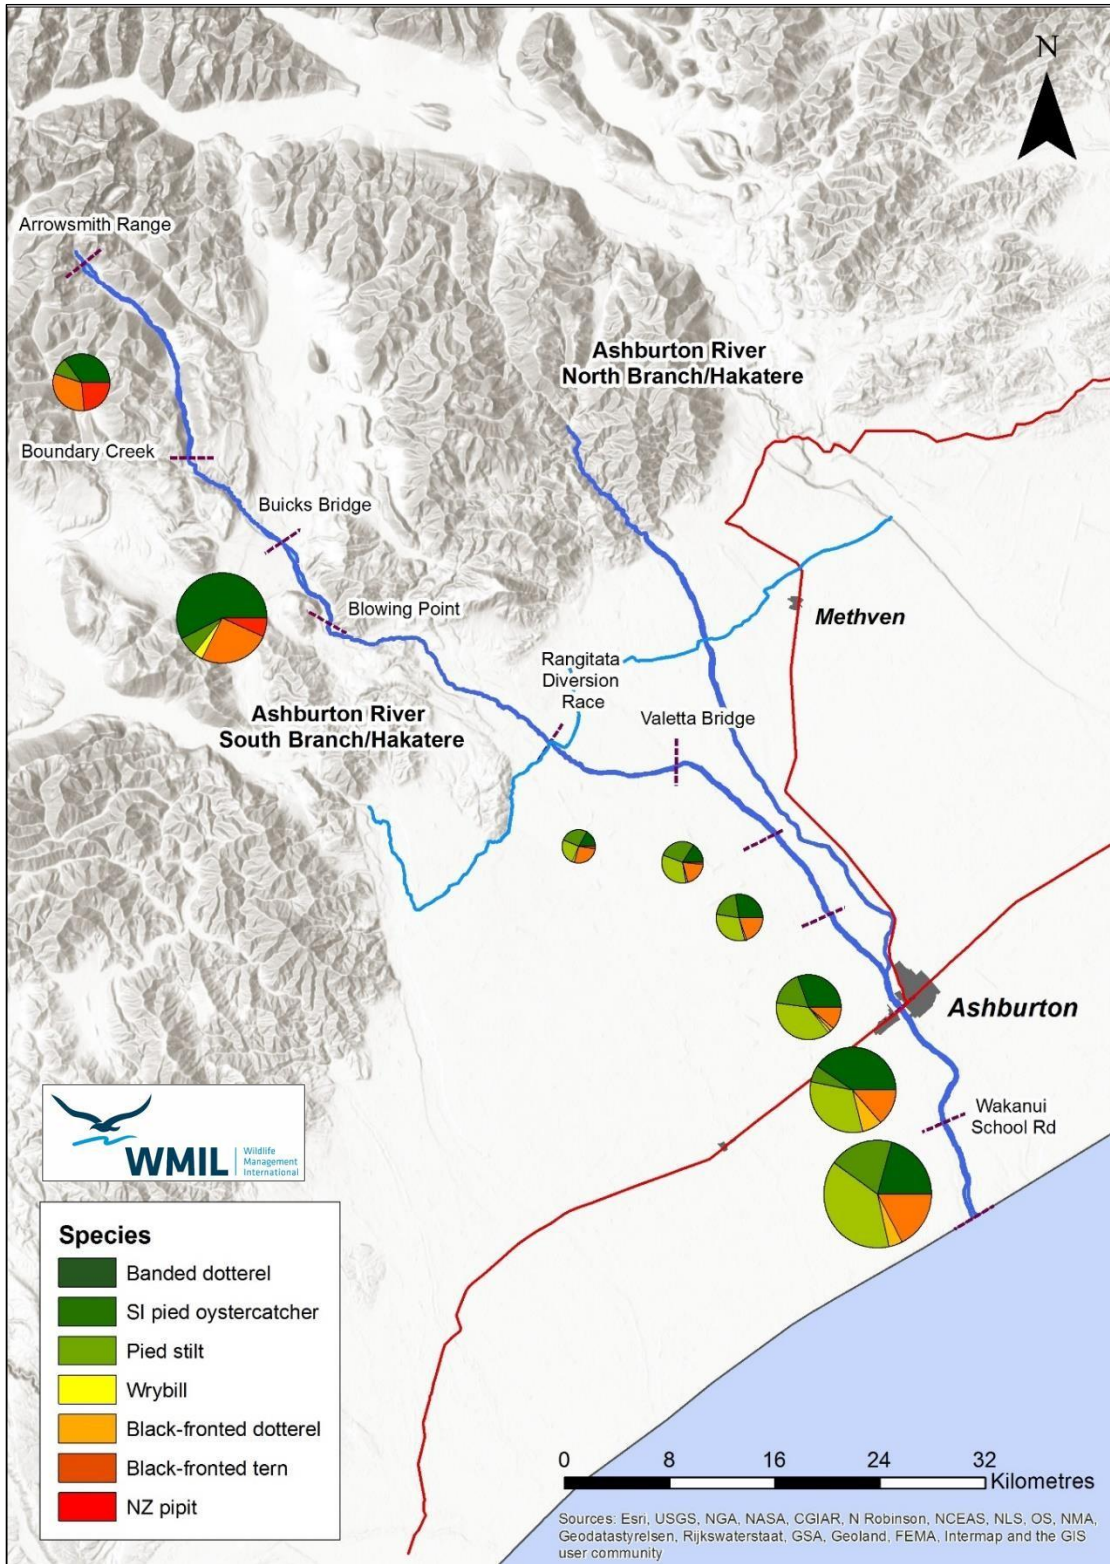 N
Arrowsmith Range
Ashburton River
North Branch/Hakatere
Boundary Creek
Buicks Bridge
Blowing Point
Methven
Rangitata
Diversion
Race
Ashburton River
South Branch/Hakatere
Valetta Bridge
Ashburton
Wakanui
School Rd
WMIL
Wildlife
Management
International
Species
Banded dotterel
SI pied oystercatcher
Pied stilt
Wrybill
Black-fronted dotterel
Black-fronted tern
NZ pipit
0 8 16 24 32
Kilometres
Sources: Esri, USGS, NGA, NASA, CGIAR, N Robinson, NCEAS, NLS, OS, NMA,
Geodatastyrelsen, Rijkswaterstaat, GSA, Geoland, FEMA, Intermap and the GIS
user community